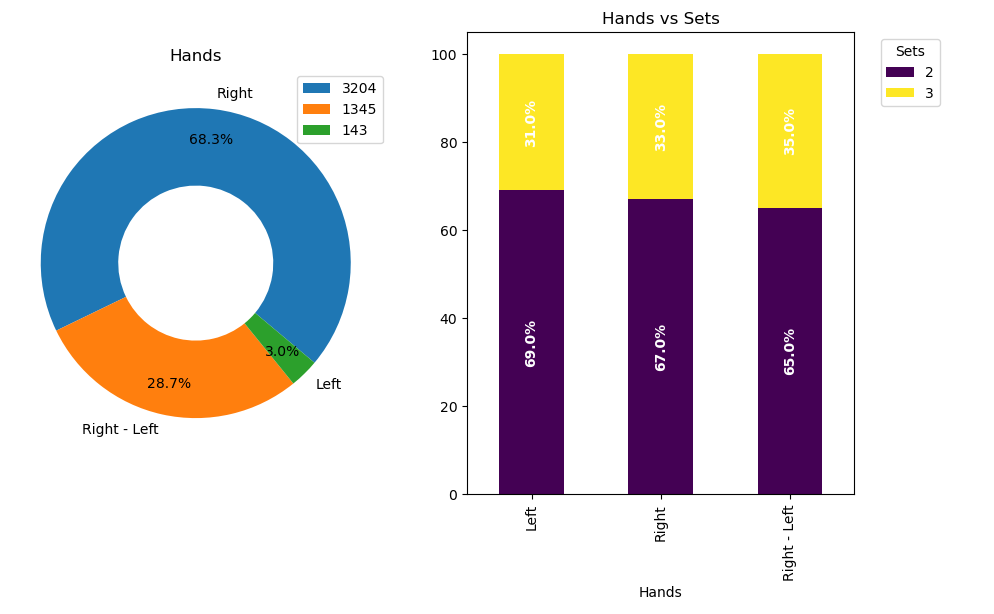 Hands
Right
68.3%
3204
1345
143
3.0%
28.7%
Left
Right - Left
Hands vs Sets
100
80
60
40
20
0
31.0%
33.0%
35.0%
69.0%
67.0%
65.0%
Left
Right
Right - Left
Hands
Sets
2
3